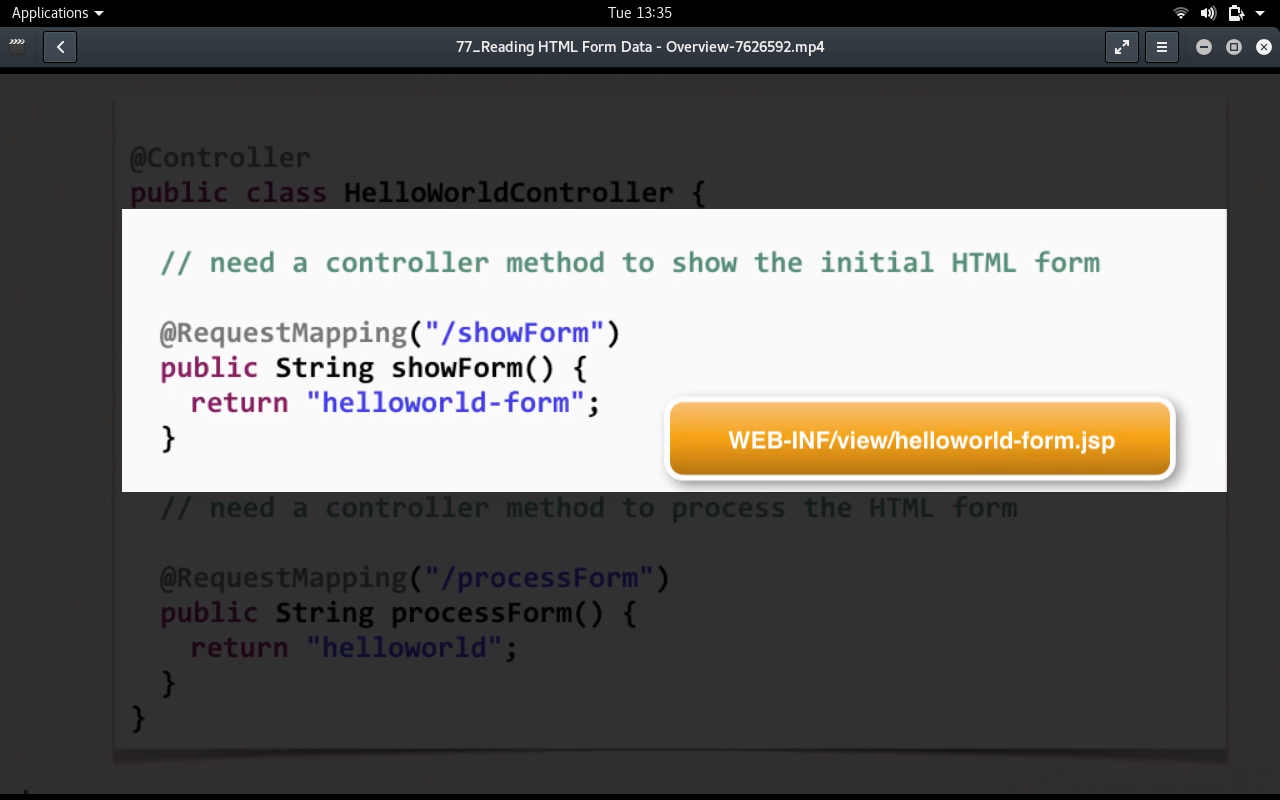 Applications
Tue 13:35
77_Reading HTML Form Data - Overview-7626592.mp4
@Controller
public class HelloWorldController {
// need a controller method to show the initial HTML form
@RequestMapping("/showForm")
public String showForm() {
return "helloworld-form";
}
WEB-INF/view/helloworld-form.jsp
// need a controller method to process the HTML form
@RequestMapping("/processForm")
public String processForm() {
return "helloworld";
}
}